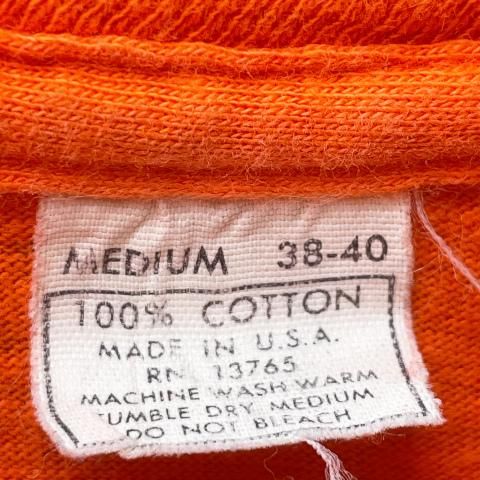 MEDIUM 38-40
100% COTTON
MADE IN U.S.A.
RN 13765
MACHINE WASH WARM
TUMBLE DRY MEDIUM
DO NOT BLEACH